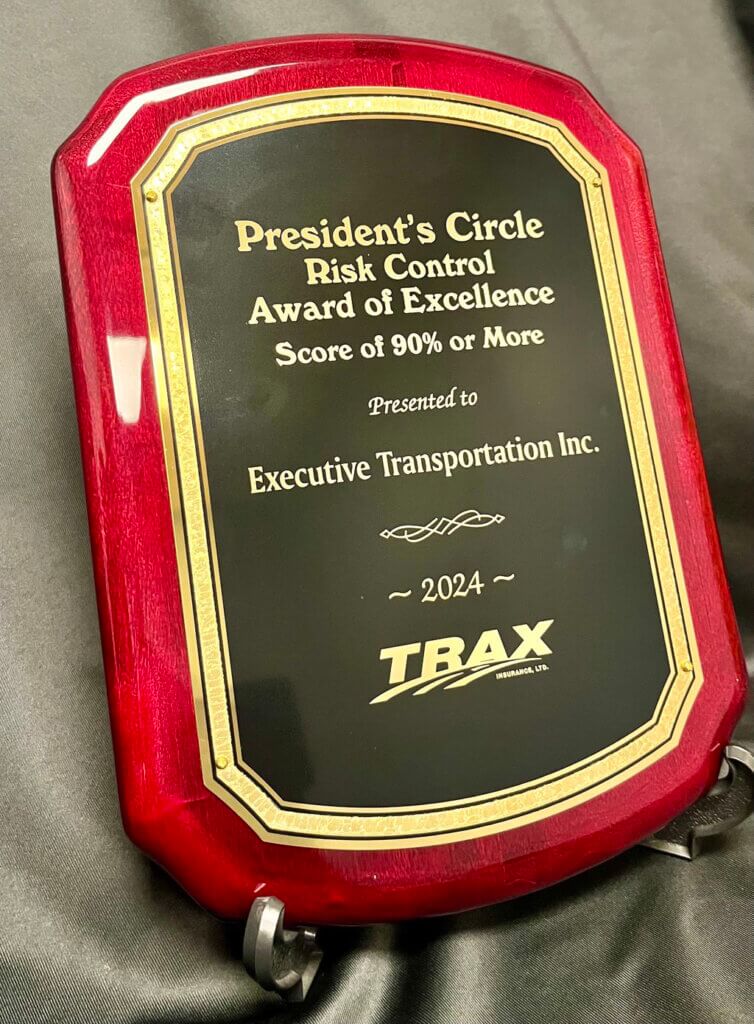 President's Circle
Risk Control
Award of Excellence
Score of 90% or More
Presented to
Executive Transportation Inc.
~ 2024 ~
TRAX
INSURANCE, LTD.